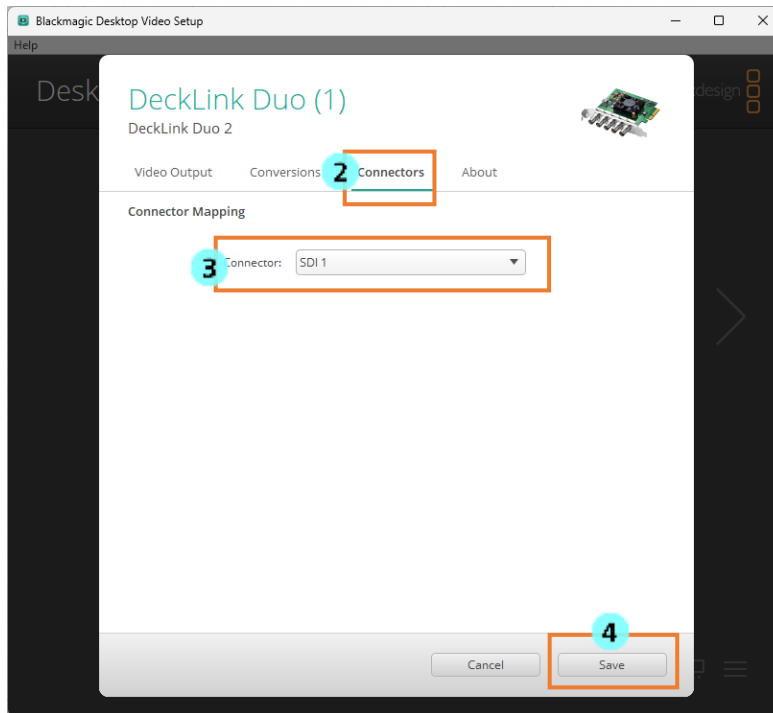 Blackmagic Desktop Video Setup
Help
Desk
DeckLink Duo (1)
design
DeckLink Duo 2
Video Output Conversions 2 Connectors About
Connector Mapping
3 Connector: SDI 1
4
Cancel Save